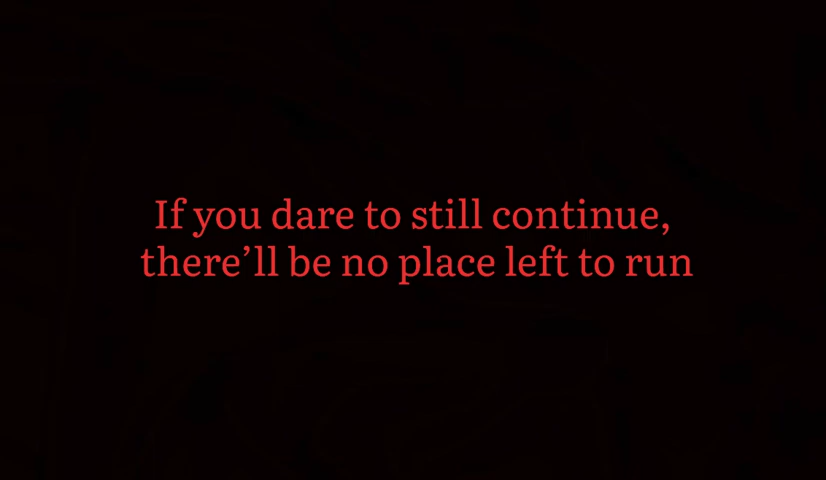 If you dare to still continue,
there’ll be no place left to run